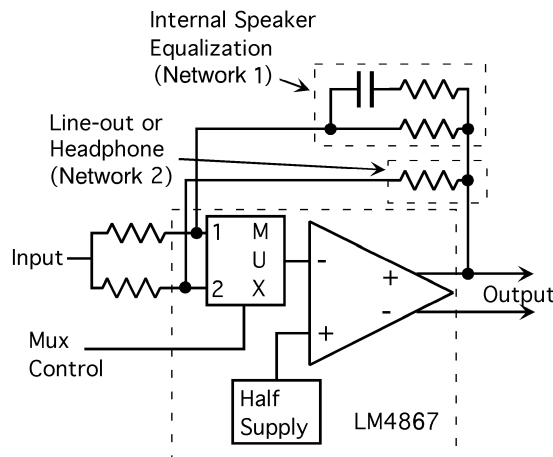 Internal Speaker
Equalization
(Network 1)
Line-out or
Headphone
(Network 2)
1 M
U
2 X
Input
-
+
+
-
Output
Mux
Control
Half
Supply
LM4867